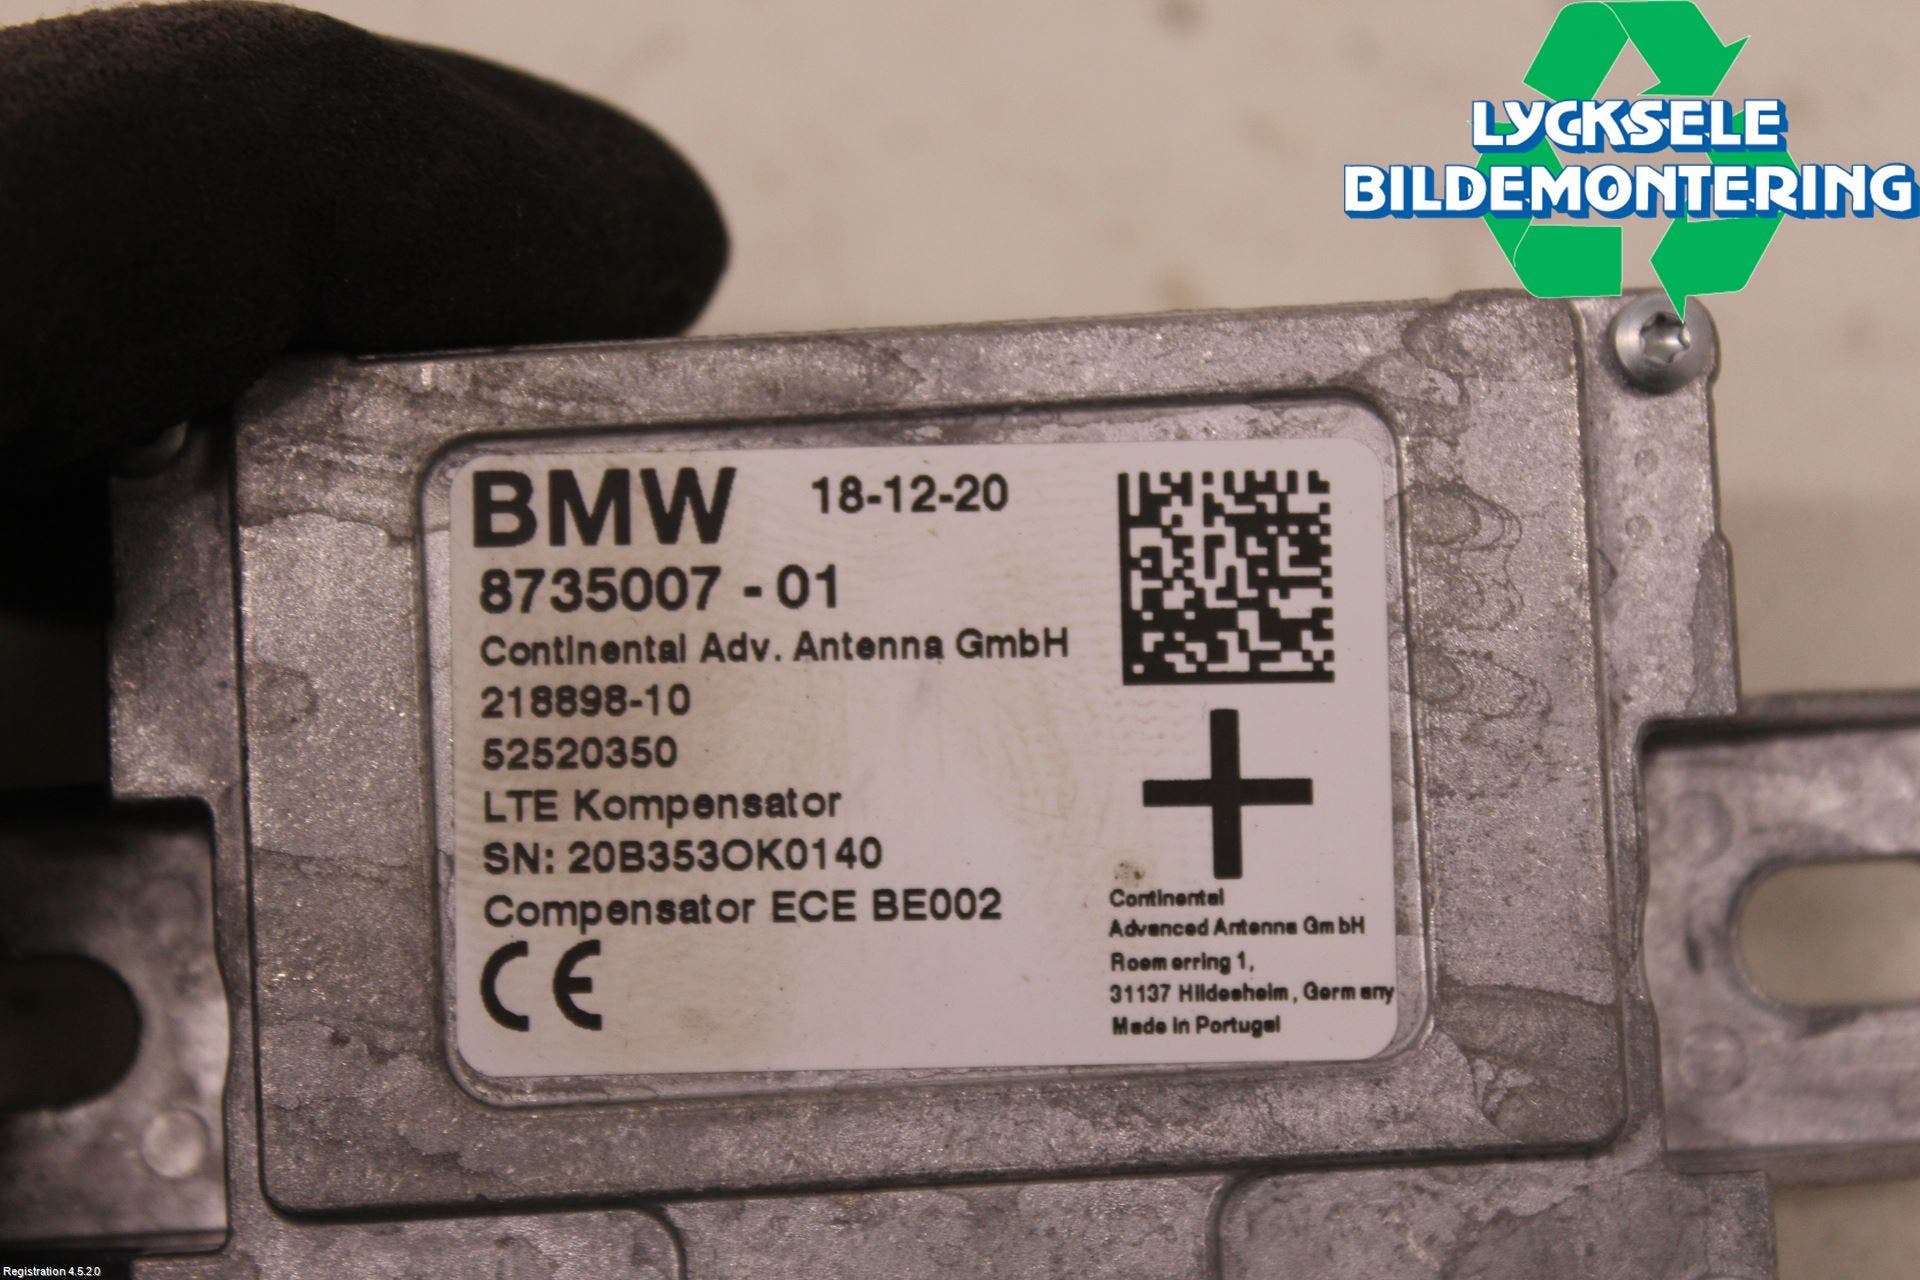 LYCKSELE
BILDEMONTERING
BMW 18-12-20
8735007 - 01
Continental Adv. Antenna GmbH
218898-10
52520350
LTE Kompensator
SN: 20B353OK0140
Compensator ECE BE002
CE
Continental
Advanced Antenna GmbH
Roemerring 1,
31137 Hildesheim, Germany
Made in Portugal
Registration 4.5.2.0